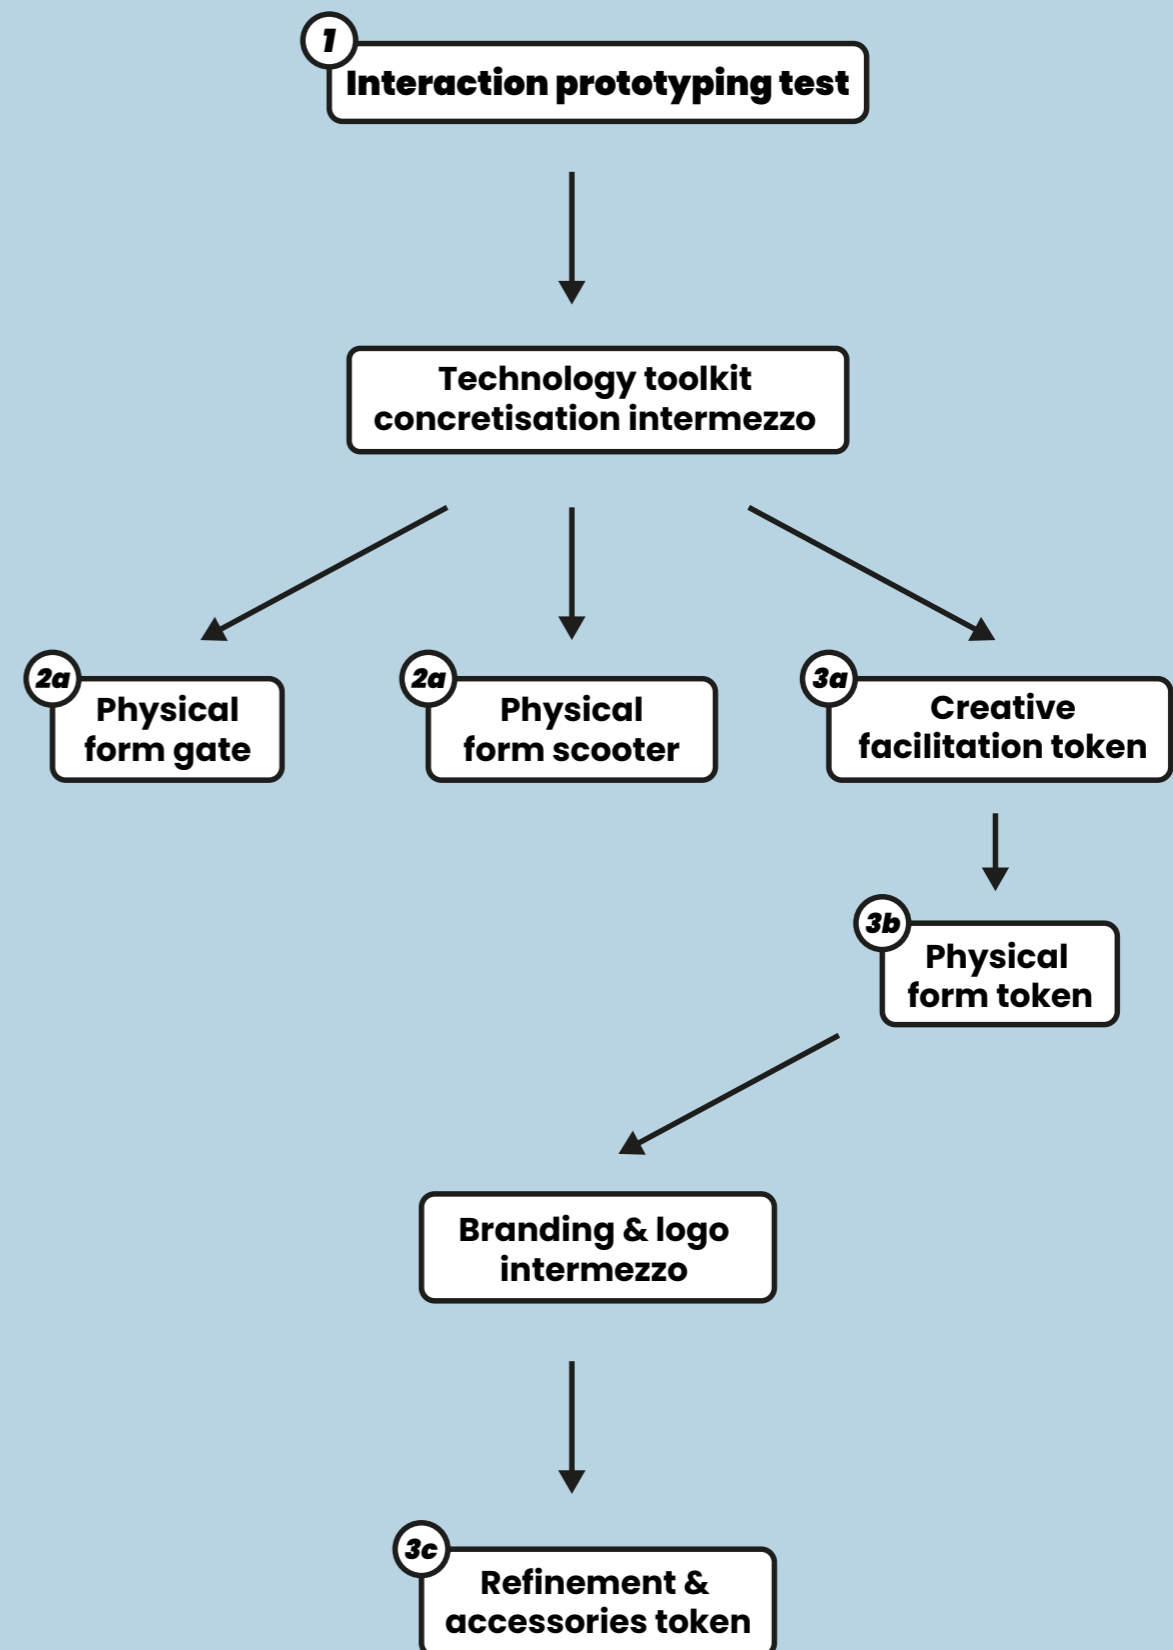 1
Interaction prototyping test
Technology toolkit
concretisation intermezzo
2a
Physical
form gate
2a
Physical
form scooter
3a
Creative
facilitation token
3b
Physical
form token
Branding & logo
intermezzo
3c
Refinement &
accessories token